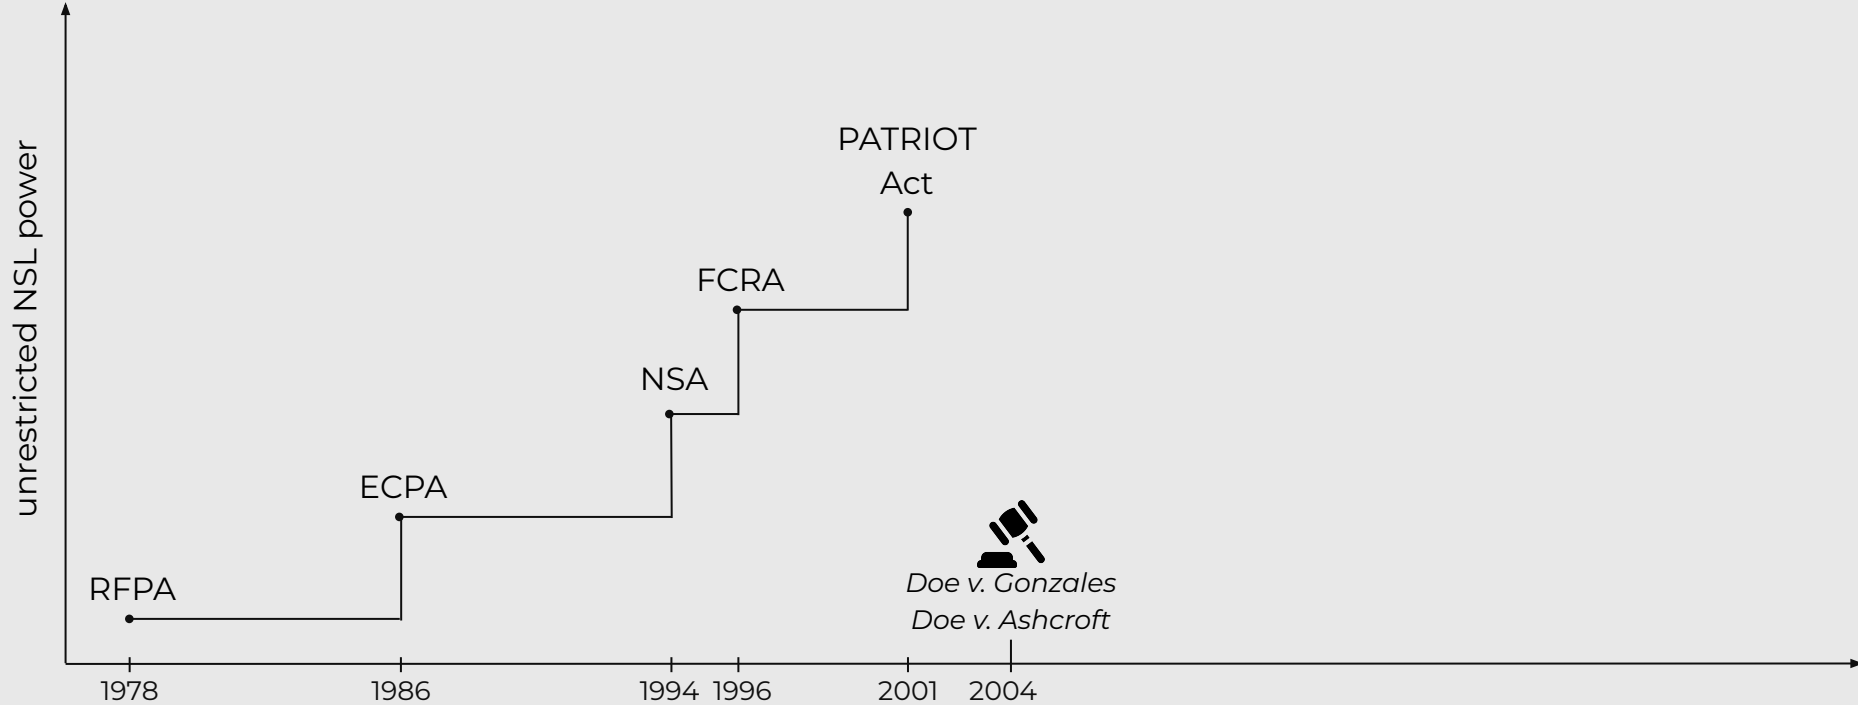 unrestricted NSL power
PATRIOT
Act
FCRA
NSA
ECPA
RFPA
Doe v. Gonzales
Doe v. Ashcroft
1978
1986
1994
1996
2001
2004